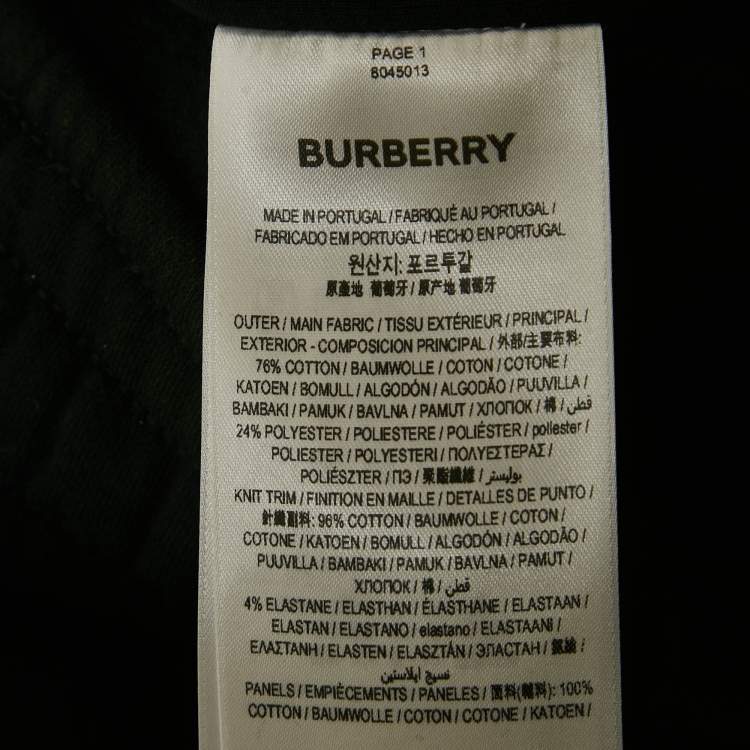 PAGE 1
8045013
BURBERRY
MADE IN PORTUGAL / FABRIQUÉ AU PORTUGAL /
FABRICADO EM PORTUGAL / HECHO EN PORTUGAL
원산지: 포르투갈
原產地 葡萄牙 / 原产地 葡萄牙
OUTER / MAIN FABRIC / TISSU EXTÉRIEUR / PRINCIPAL /
EXTERIOR - COMPOSICION PRINCIPAL / 外部/主要布料:
76% COTTON / BAUMWOLLE / COTON / COTONE /
KATOEN / BOMULL / ALGODÓN / ALGODÃO / PUUVILLA /
BAMBAKI / PAMUK / BAVLNA / PAMUT / ХЛОПОК / 棉 / قطن /
24% POLYESTER / POLIESTERE / POLIÉSTER / poliester /
POLIESTER / POLYESTERI / ΠΟΛΥΕΣΤΕΡΑΣ /
POLIÉSZTER / ПЭ / 聚酯纖維 / بوليستر /
KNIT TRIM / FINITION EN MAILLE / DETALLES DE PUNTO /
針織副料: 96% COTTON / BAUMWOLLE / COTON /
COTONE / KATOEN / BOMULL / ALGODÓN / ALGODÃO /
PUUVILLA / BAMBAKI / PAMUK / BAVLNA / PAMUT /
ХЛОПОК / 棉 / قطن /
4% ELASTANE / ELASTHAN / ÉLASTHANE / ELASTAAN /
ELASTAN / ELASTANO / elastano / ELASTAANI /
ΕΛΑΣΤΑΝΗ / ELASTEN / ELASZTÁN / ЭЛАСТАН / 氨綸 /
نسيج ايلاستين
PANELS / EMPIÈCEMENTS / PANELES / 面料(輔料): 100%
COTTON / BAUMWOLLE / COTON / COTONE / KATOEN /